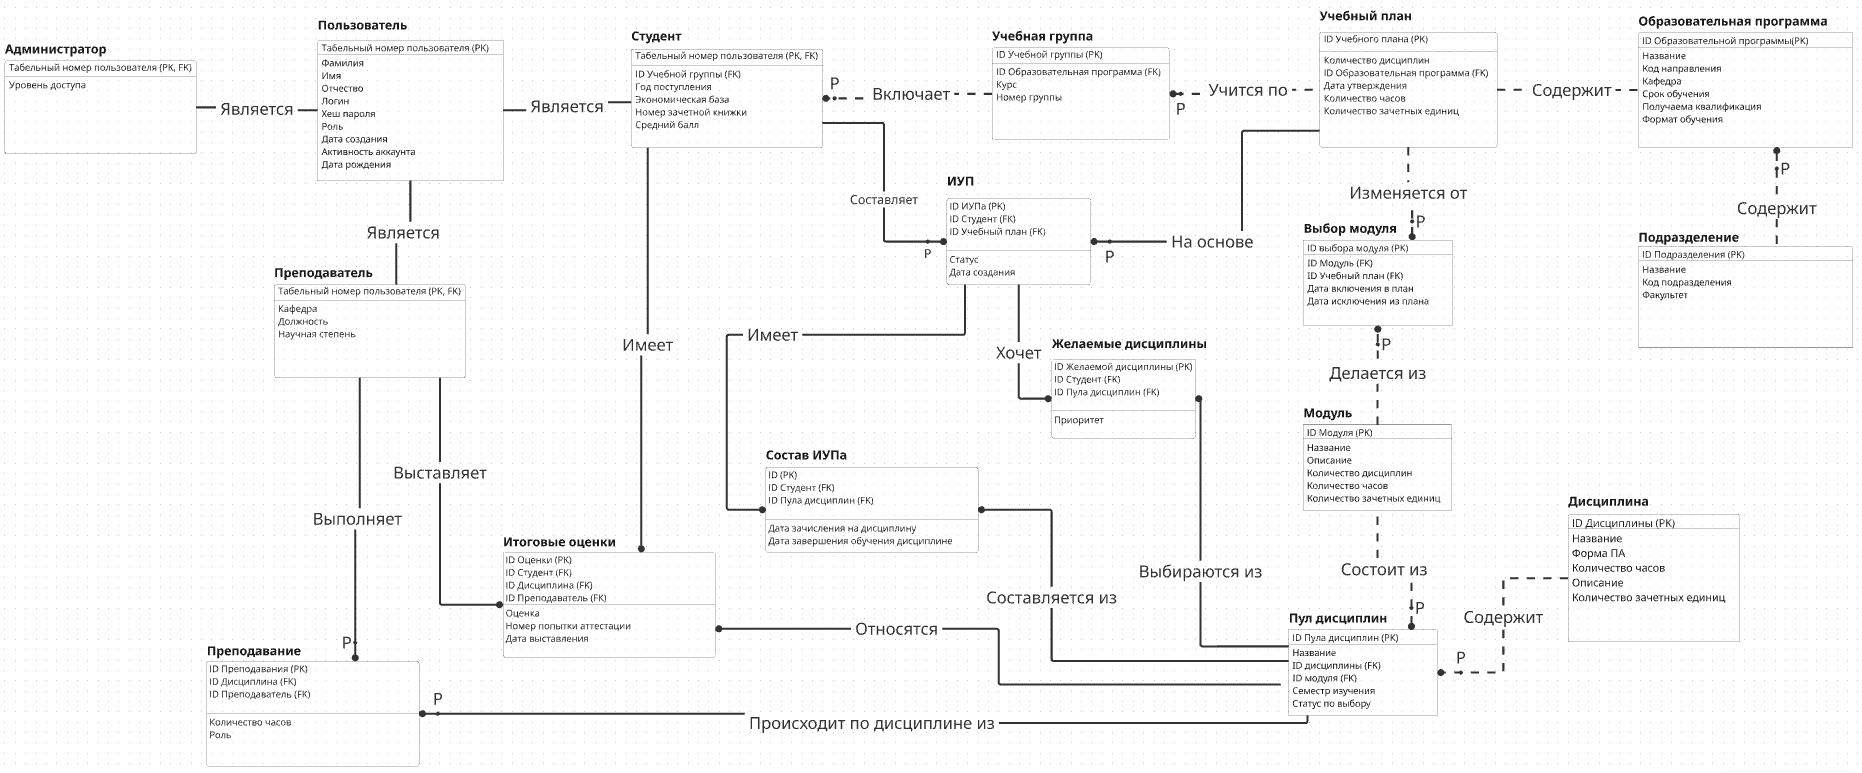 Администратор
Табельный номер пользователя (PK, FK)
Уровень доступа
Является
Пользователь
Табельный номер пользователя (PK)
Фамилия
Имя
Отчество
Логин
Хеш пароля
Роль
Дата создания
Активность аккаунта
Дата рождения
Является
Студент
Табельный номер пользователя (PK, FK)
ID Учебной группы (FK)
Год поступления
Экономическая база
Номер зачетной книжки
Средний балл
P
Включает
Учебная группа
ID Учебной группы (PK)
ID Образовательная программа (FK)
Курс
Номер группы
P
Учится по
Учебный план
ID Учебного плана (PK)
Количество дисциплин
ID Образовательная программа (FK)
Дата утверждения
Количество часов
Количество зачетных единиц
Содержит
Образовательная программа
ID Образовательной программы(PK)
Название
Код направления
Кафедра
Срок обучения
Получаема квалификация
Формат обучения
P
Содержит
Подразделение
ID Подразделения (PK)
Название
Код подразделения
Факультет
Является
Преподаватель
Табельный номер пользователя (PK, FK)
Кафедра
Должность
Научная степень
Составляет
P
ИУП
ID ИУПа (PK)
ID Студент (FK)
ID Учебный план (FK)
Статус
Дата создания
P
На основе
Изменяется от
P
Выбор модуля
ID выбора модуля (PK)
ID Модуль (FK)
ID Учебный план (FK)
Дата включения в план
Дата исключения из плана
P
Делается из
Имеет
Имеет
Хочет
Желаемые дисциплины
ID Желаемой дисциплины (PK)
ID Студент (FK)
ID Пула дисциплин (FK)
Приоритет
Модуль
ID Модуля (PK)
Название
Описание
Количество дисциплин
Количество часов
Количество зачетных единиц
Выставляет
Выполняет
Состав ИУПа
ID (PK)
ID Студент (FK)
ID Пула дисциплин (FK)
Дата зачисления на дисциплину
Дата завершения обучения дисциплине
Дисциплина
ID Дисциплины (PK)
Название
Форма ПА
Количество часов
Описание
Количество зачетных единиц
Итоговые оценки
ID Оценки (PK)
ID Студент (FK)
ID Дисциплина (FK)
ID Преподаватель (FK)
Оценка
Номер попытки аттестации
Дата выставления
Выбираются из
Составляется из
Состоит из
P
Содержит
P
Относятся
Пул дисциплин
ID Пула дисциплин (PK)
Название
ID дисциплины (FK)
ID модуля (FK)
Семестр изучения
Статус по выбору
P
Преподавание
ID Преподавания (PK)
ID Дисциплина (FK)
ID Преподаватель (FK)
Количество часов
Роль
P
Происходит по дисциплине из